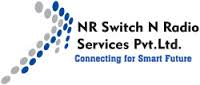 NR Switch N Radio
Services Pvt.Ltd.
Connecting for Smart Future